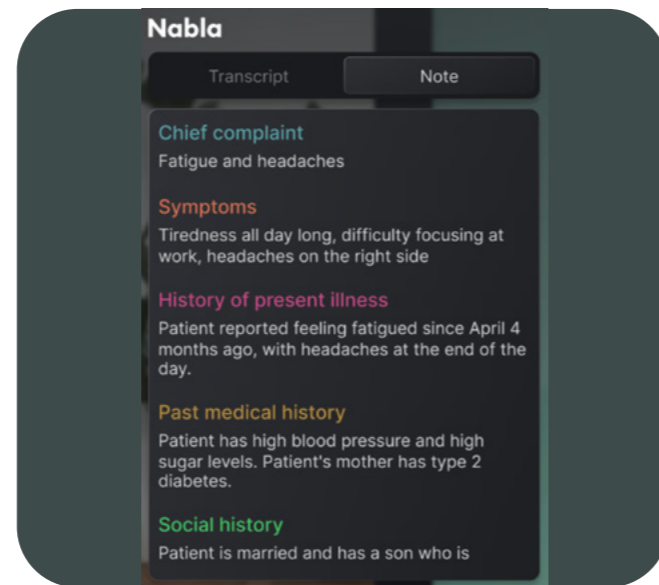 Nabla
Transcript Note
Chief complaint
Fatigue and headaches
Symptoms
Tiredness all day long, difficulty focusing at
work, headaches on the right side
History of present illness
Patient reported feeling fatigued since April 4
months ago, with headaches at the end of the
day.
Past medical history
Patient has high blood pressure and high
sugar levels. Patient's mother has type 2
diabetes.
Social history
Patient is married and has a son who is